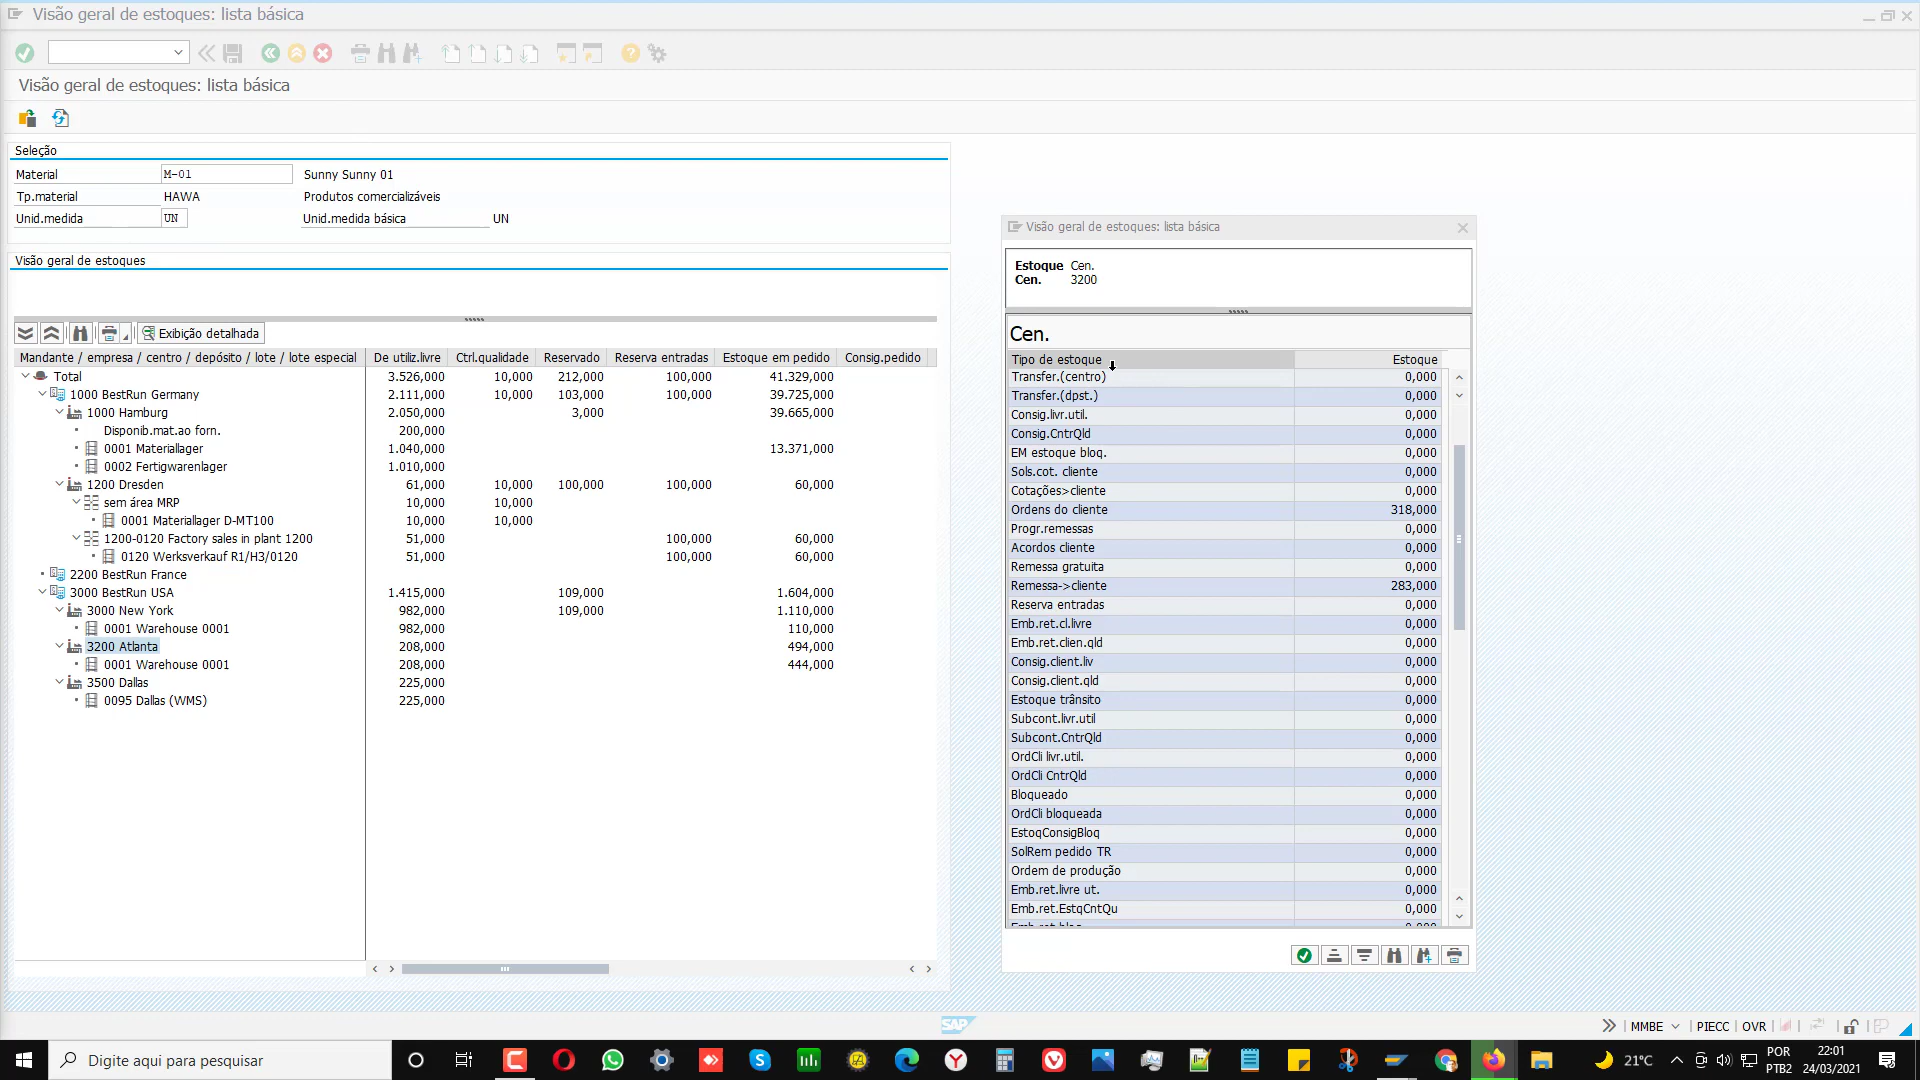 Visão geral de estoques: lista básica
Visão geral de estoques: lista básica
Seleção
Material M-01 Sunny Sunny 01
Tp.material HAWA Produtos comercializáveis
Unid.medida UN Unid.medida básica UN
Visão geral de estoques
Exibição detalhada
Mandante / empresa / centro / depósito / lote / lote especial De utiliz.livre Ctrl.qualidade Reservado Reserva entradas Estoque em pedido Consig.pedido
Total 3.526,000 10,000 212,000 100,000 41.329,000
1000 BestRun Germany 2.111,000 10,000 103,000 100,000 39.725,000
1000 Hamburg 2.050,000 3,000 39.665,000
Disponib.mat.ao forn. 200,000
0001 Materiallager 1.040,000 13.371,000
0002 Fertigwarenlager 1.010,000
1200 Dresden 61,000 10,000 100,000 100,000 60,000
sem área MRP 10,000 10,000
0001 Materiallager D-MT100 10,000 10,000
1200-0120 Factory sales in plant 1200 51,000 100,000 60,000
0120 Werksverkauf R1/H3/0120 51,000 100,000 60,000
2200 BestRun France
3000 BestRun USA 1.415,000 109,000 1.604,000
3000 New York 982,000 109,000 1.110,000
0001 Warehouse 0001 982,000 110,000
3200 Atlanta 208,000 494,000
0001 Warehouse 0001 208,000 444,000
3500 Dallas 225,000
0095 Dallas (WMS) 225,000
Visão geral de estoques: lista básica
Estoque Cen.
Cen. 3200
Cen.
Tipo de estoque Estoque
Transfer.(centro) 0,000
Transfer.(dpst.) 0,000
Consig.livr.util. 0,000
Consig.CntrQld 0,000
EM estoque bloq. 0,000
Sols.cot. cliente 0,000
Cotações>cliente 0,000
Ordens do cliente 318,000
Progr.remessas 0,000
Acordos cliente 0,000
Remessa gratuita 0,000
Remessa->cliente 283,000
Reserva entradas 0,000
Emb.ret.cl.livre 0,000
Emb.ret.clien.qld 0,000
Consig.client.liv 0,000
Consig.client.qld 0,000
Estoque trânsito 0,000
Subcont.livr.util 0,000
Subcont.CntrQld 0,000
OrdCli livr.util. 0,000
OrdCli CntrQld 0,000
Bloqueado 0,000
OrdCli bloqueada 0,000
EstoqConsigBloq 0,000
SolRem pedido TR 0,000
Ordem de produção 0,000
Emb.ret.livre ut. 0,000
Emb.ret.EstqCntQu 0,000
SAP
MMBE PIECC OVR
Digite aqui para pesquisar
21°C
POR
PTB2
22:01
24/03/2021